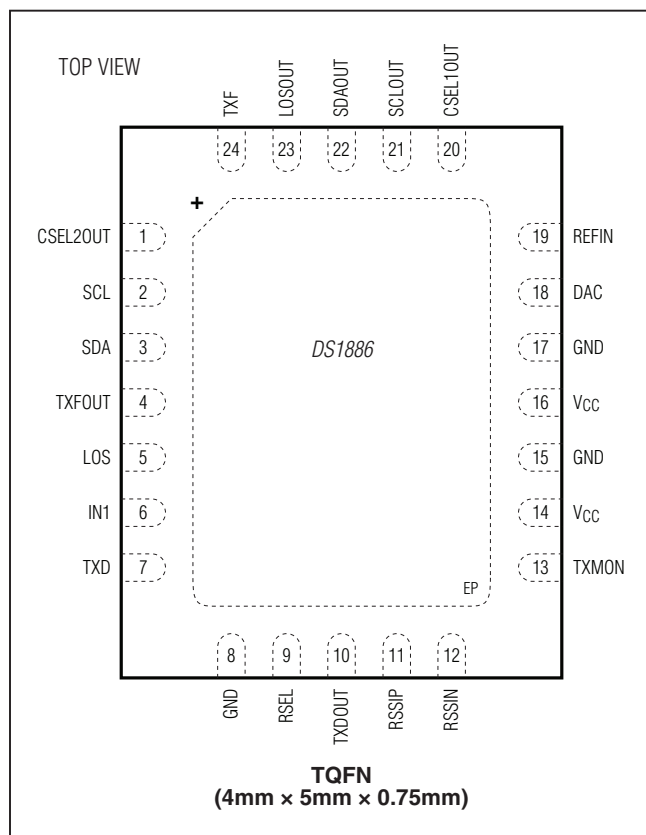 TOP VIEW
TXF
LOSOUT
SDAOUT
SCLOUT
CSEL1OUT
24 23 22 21 20
+
CSEL2OUT 1
SCL 2
SDA 3
TXFOUT 4
LOS 5
IN1 6
TXD 7
DS1886
19 REFIN
18 DAC
17 GND
16 VCC
15 GND
14 VCC
13 TXMON
EP
8 9 10 11 12
GND
RSEL
TXDOUT
RSSIP
RSSIN
TQFN
(4mm × 5mm × 0.75mm)